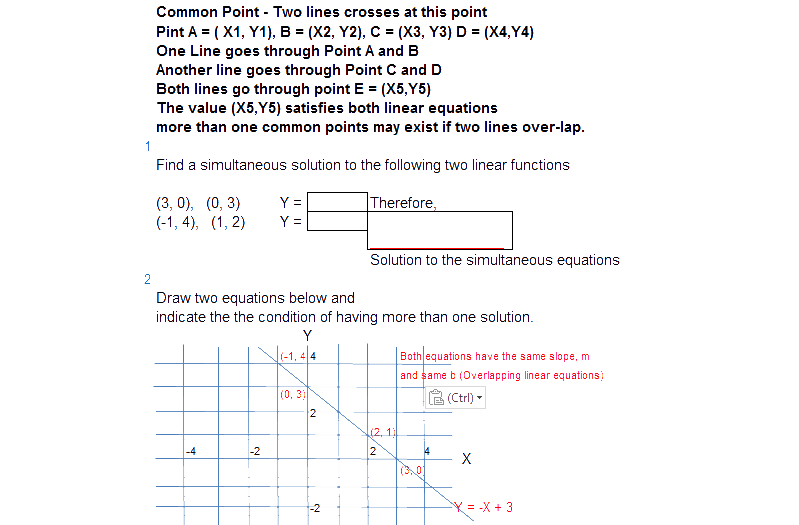 Common Point - Two lines crosses at this point
Pint A = ( X1, Y1), B = (X2, Y2), C = (X3, Y3) D = (X4,Y4)
One Line goes through Point A and B
Another line goes through Point C and D
Both lines go through point E = (X5,Y5)
The value (X5,Y5) satisfies both linear equations
more than one common points may exist if two lines over-lap.
1
Find a simultaneous solution to the following two linear functions
(3, 0), (0, 3) Y = Therefore,
(-1, 4), (1, 2) Y =
Solution to the simultaneous equations
2
Draw two equations below and
indicate the the condition of having more than one solution.
Y
(-1, 4 4 Both equations have the same slope, m
and same b (Overlapping linear equations)
(0, 3) (Ctrl)
2
(2, 1)
-4 -2 2 4
X
(3, 0)
-2 Y = -X + 3